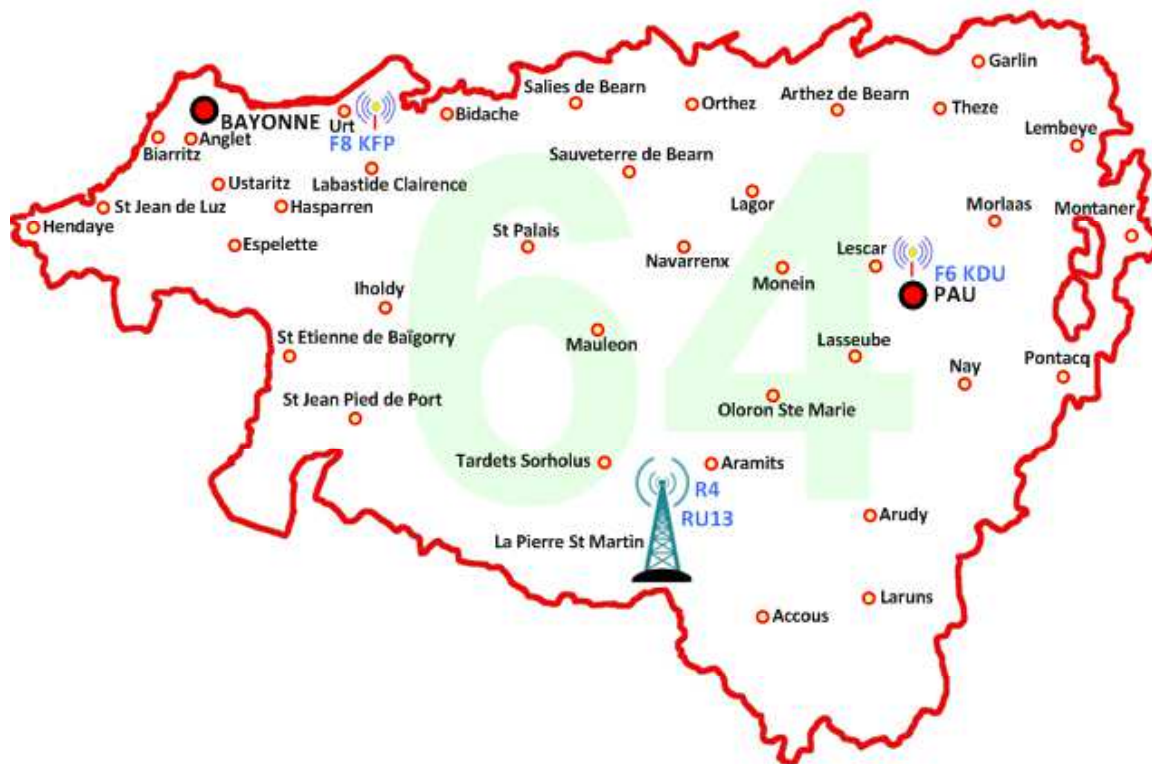 Garlin
Salies de Bearn
Orthez
Arthez de Bearn
Theze
BAYONNE
Urt
Bidache
F8 KFP
Lembeye
Anglet
Biarritz
Sauveterre de Bearn
Ustaritz
Labastide Clairence
St Jean de Luz
Hasparren
Lagor
Morlaas
Montaner
Hendaye
Espelette
St Palais
Navarrenx
Lescar
Monein
F6 KDU
PAU
64
Iholdy
St Etienne de Baïgorry
Mauleon
Lasseube
Nay
Pontacq
St Jean Pied de Port
Oloron Ste Marie
Tardets Sorholus
Aramits
R4
RU13
Arudy
La Pierre St Martin
Laruns
Accous